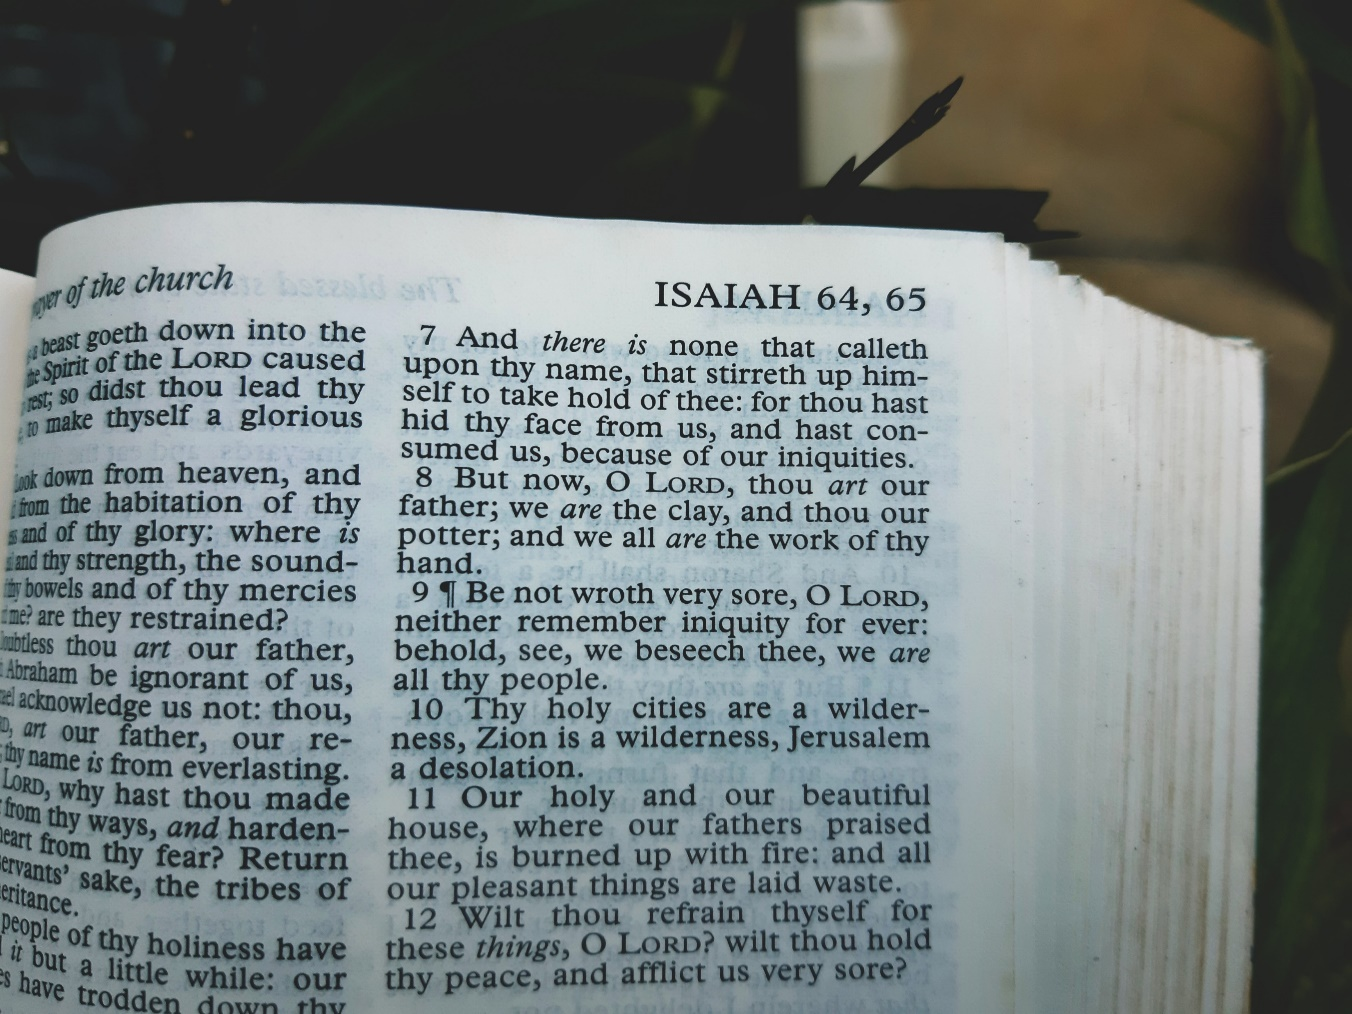 of the church
ISAIAH 64, 65
beast goeth down into the
Spirit of the LORD caused
rest; so didst thou lead thy
to make thyself a glorious
down from heaven, and
from the habitation of thy
and of thy glory: where is
and thy strength, the sound-
bowels and of thy mercies
me? are they restrained?
thou art our father,
Abraham be ignorant of us,
acknowledge us not: thou,
art our father, our re-
thy name is from everlasting.
LORD, why hast thou made
from thy ways, and harden-
from thy fear? Return
sake, the tribes of
people of thy holiness have
it but a little while: our
have trodden down thy
7 And there is none that calleth
upon thy name, that stirreth up him-
self to take hold of thee: for thou hast
hid thy face from us, and hast con-
sumed us, because of our iniquities.
8 But now, O LORD, thou art our
father; we are the clay, and thou our
potter; and we all are the work of thy
hand.
9 ¶ Be not wroth very sore, O LORD,
neither remember iniquity for ever:
behold, see, we beseech thee, we are
all thy people.
10 Thy holy cities are a wilder-
ness, Zion is a wilderness, Jerusalem
a desolation.
11 Our holy and our beautiful
house, where our fathers praised
thee, is burned up with fire: and all
our pleasant things are laid waste.
12 Wilt thou refrain thyself for
these things, O LORD? wilt thou hold
thy peace, and afflict us very sore?